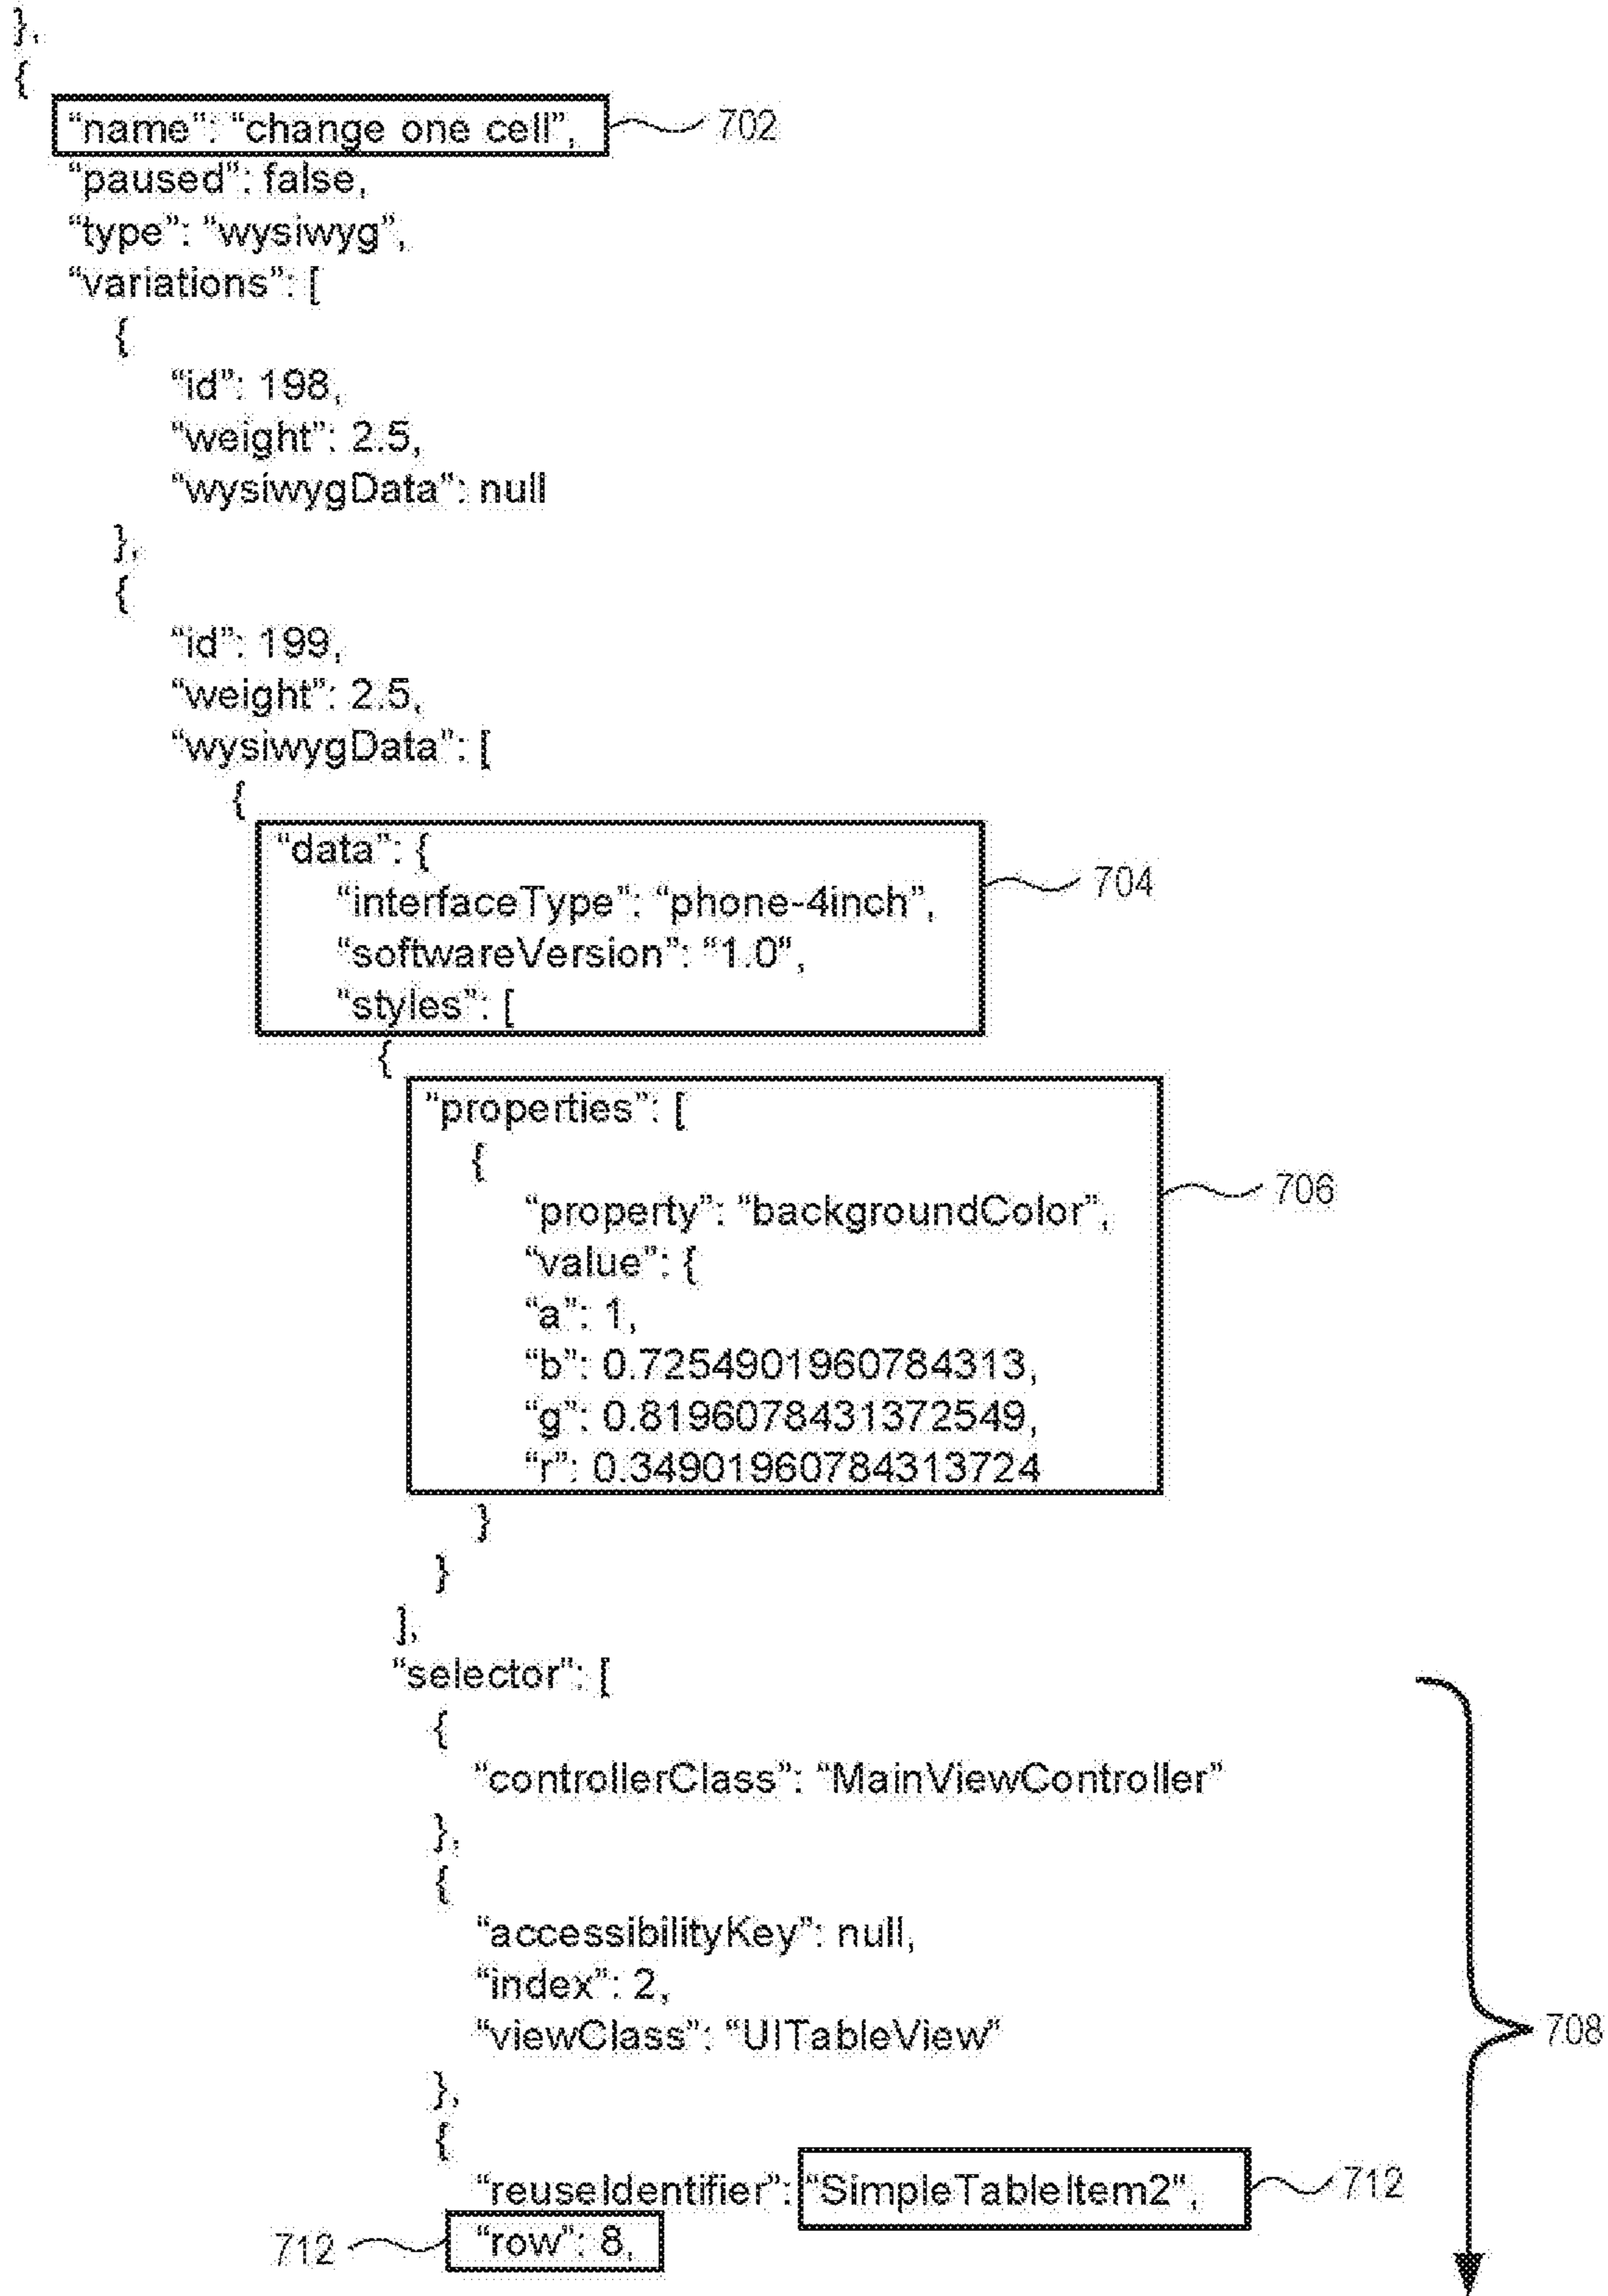 },
{
“name”: “change one cell”, 702
“paused”: false,
“type”: “wysiwyg”,
“variations”: [
{
“id”: 198,
“weight”: 2.5,
“wysiwygData”: null
},
{
“id”: 199,
“weight”: 2.5,
“wysiwygData”: [
{
“data”: {
704
“interfaceType”: “phone-4inch”,
“softwareVersion”: “1.0”,
“styles”: [
{
“properties”: [
{
706
“property”: “backgroundColor”,
“value”: {
“a”: 1,
“b”: 0.7254901960784313,
“g”: 0.8196078431372549,
“r”: 0.34901960784313724
}
}
],
“selector”: [
{
“controllerClass”: “MainViewController”
},
{
“accessibilityKey”: null,
“index”: 2,
“viewClass”: “UITableView”
708
},
{
“reuseIdentifier”: “SimpleTableItem2”, 712
712 “row”: 8,